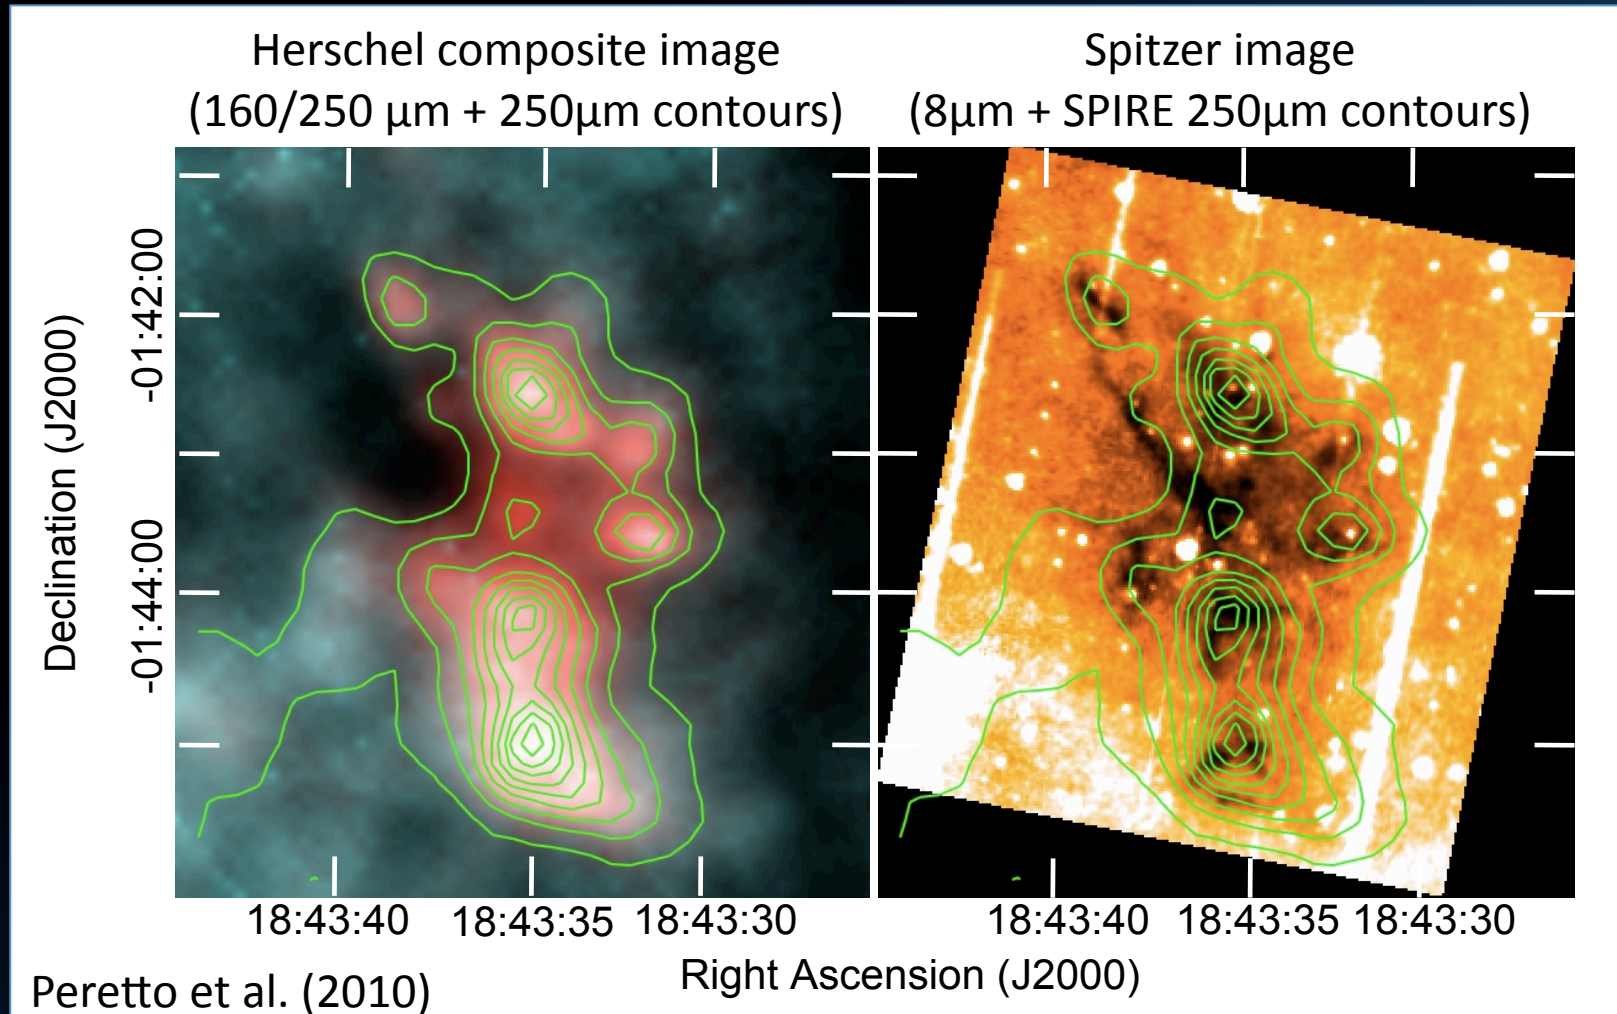 Herschel composite image
(160/250 μm + 250μm contours)
Spitzer image
(8μm + SPIRE 250μm contours)
Declination (J2000)
-01:42:00
-01:44:00
18:43:40 18:43:35 18:43:30
18:43:40 18:43:35 18:43:30
Right Ascension (J2000)
Peretto et al. (2010)